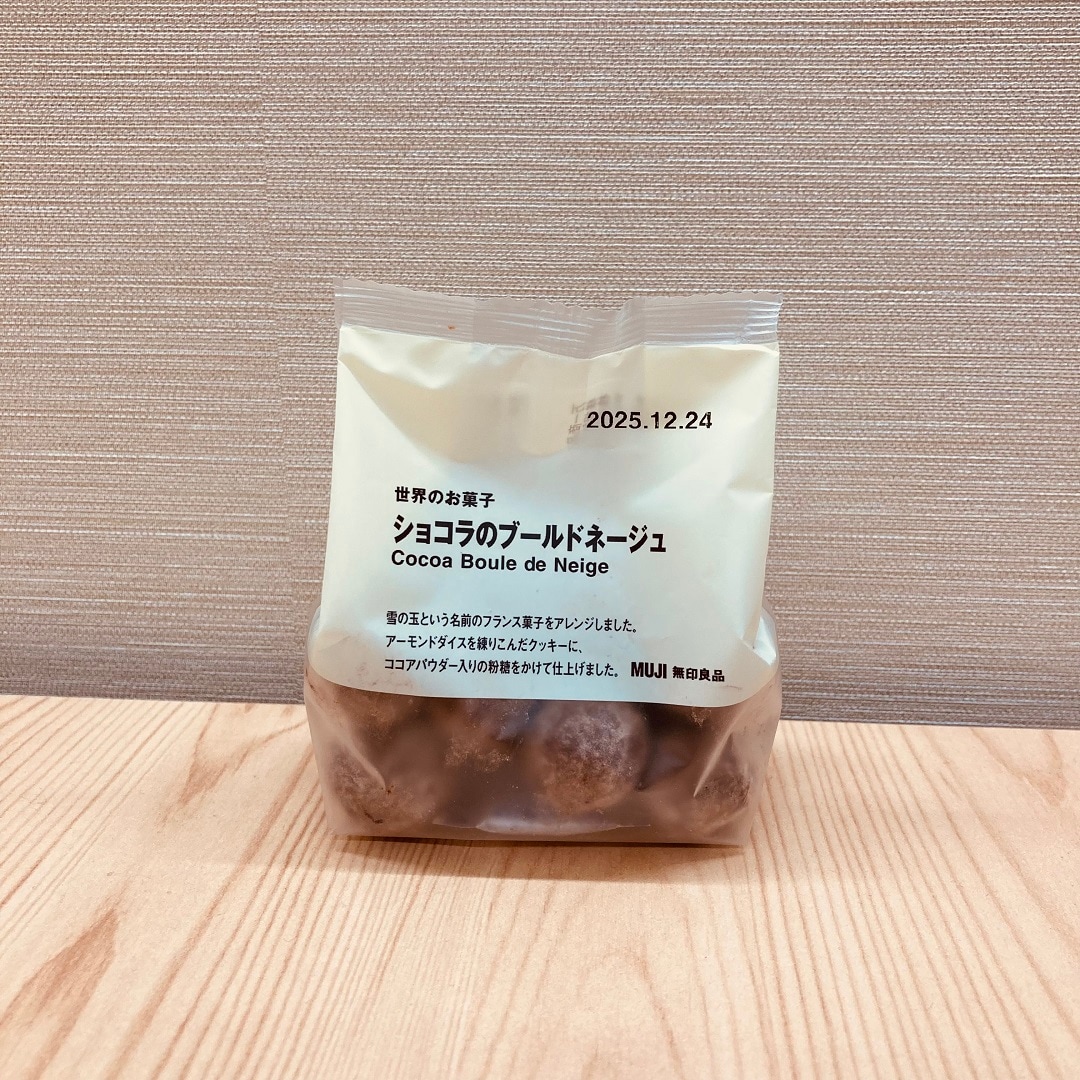 2025.12.24
世界のお菓子
ショコラのブールドネージュ
Cocoa Boule de Neige
雪の玉という名前のフランス菓子をアレンジしました。
アーモンドダイスを練りこんだクッキーに、
ココアパウダー入りの粉糖をかけて仕上げました。 MUJI 無印良品